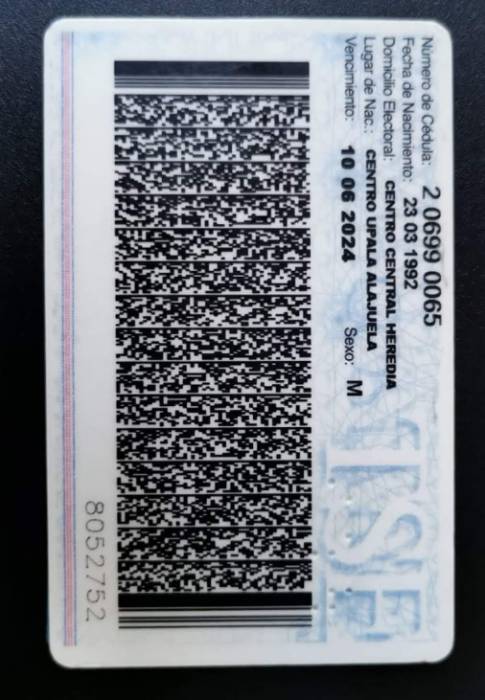 Número de Cédula: 2 0699 0065
Fecha de Nacimiento: 23 03 1992
Domicilio Electoral: CENTRO CENTRAL HEREDIA
Lugar de Nac.: CENTRO UPALA ALAJUELA
Vencimiento: 10 06 2024 Sexo: M
TSE
8052752